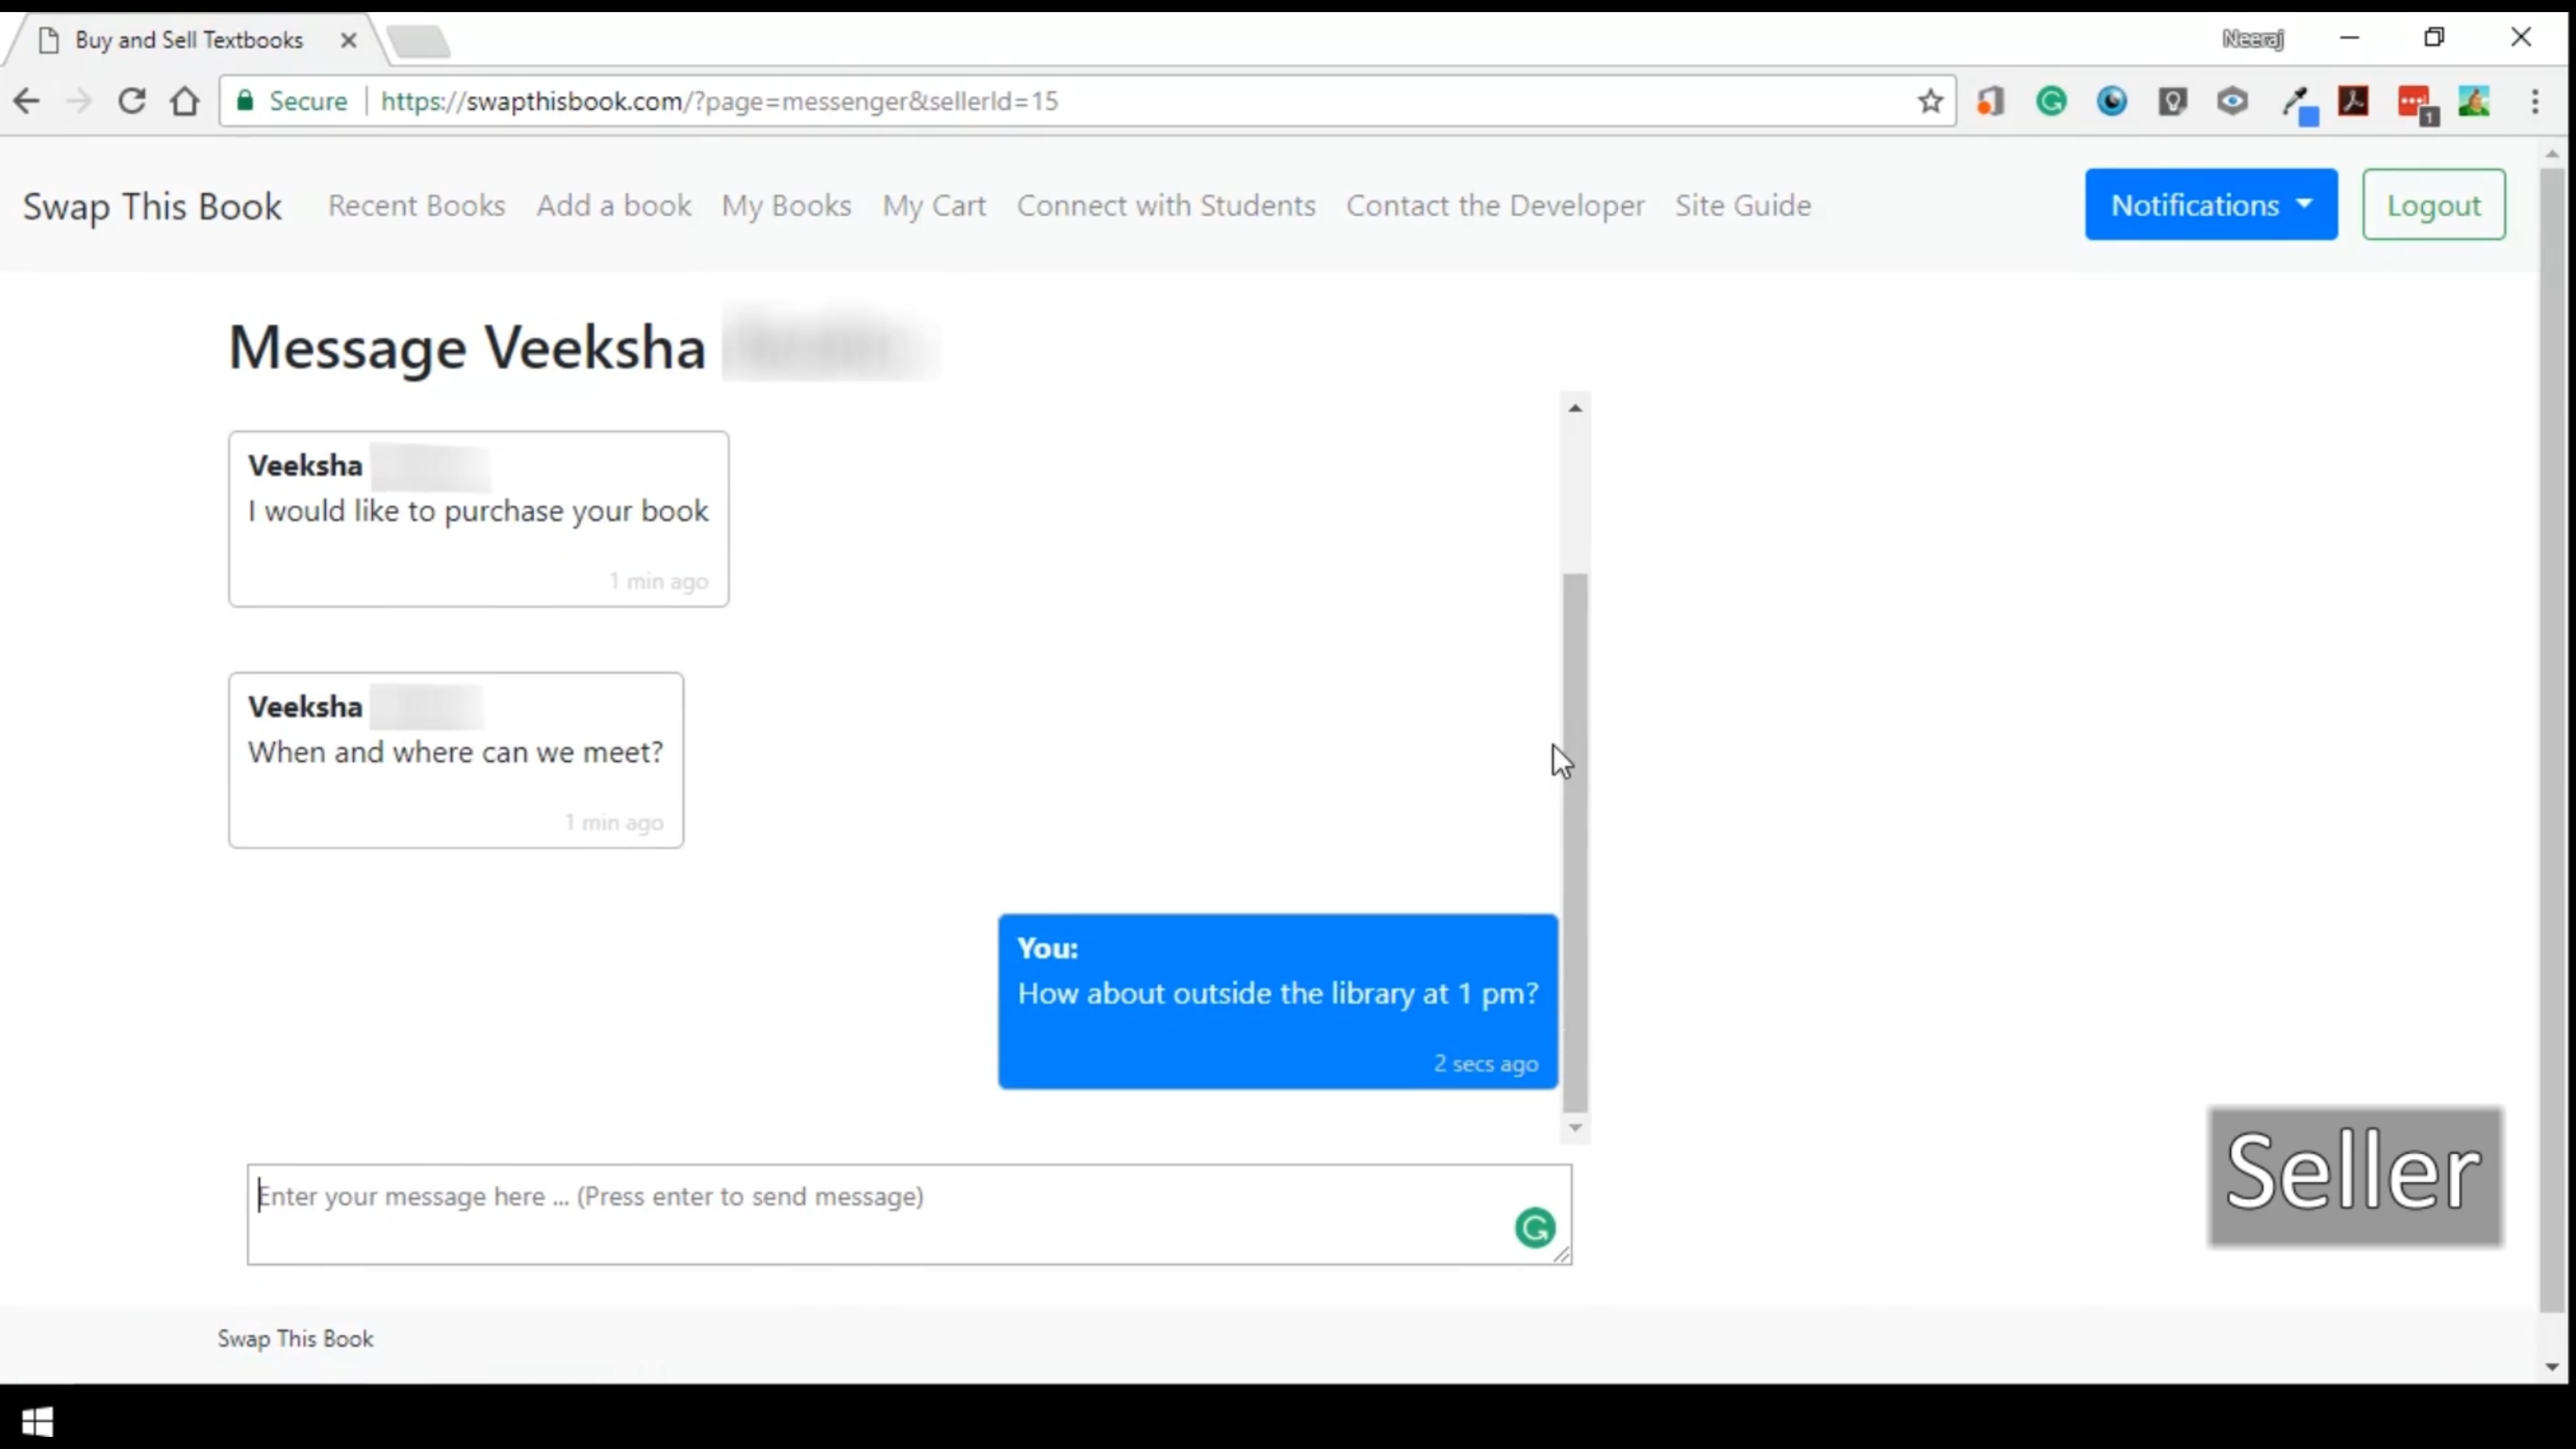 Buy and Sell Textbooks
Neeraj
Secure https://swapthisbook.com/?page=messenger&sellerId=15
1
Swap This Book Recent Books Add a book My Books My Cart Connect with Students Contact the Developer Site Guide Notifications Logout
Message Veeksha
Veeksha
I would like to purchase your book
1 min ago
Veeksha
When and where can we meet?
1 min ago
You:
How about outside the library at 1 pm?
2 secs ago
Enter your message here ... (Press enter to send message)
Seller
Swap This Book